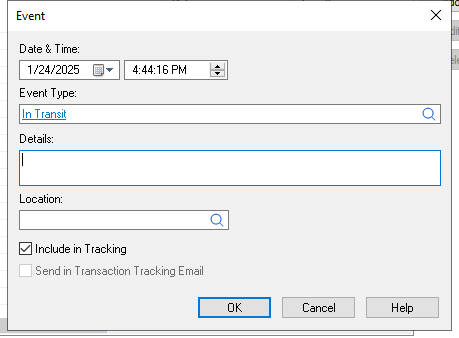 Event
Date & Time:
1/24/2025 4:44:16 PM
Event Type:
In Transit
Details:
Location:
Include in Tracking
Send in Transaction Tracking Email
OK Cancel Help